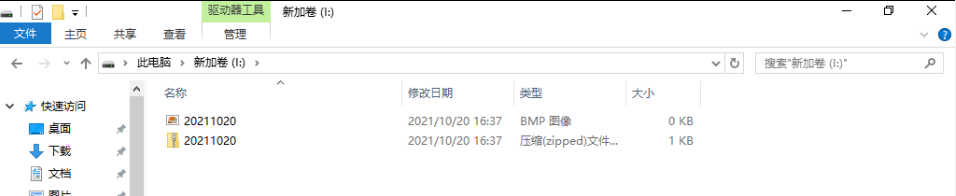 驱动器工具 新加卷 (I:)
文件 主页 共享 查看 管理
此电脑 新加卷 (I:) 搜索"新加卷 (I:)"
名称 修改日期 类型 大小
快速访问
20211020 2021/10/20 16:37 BMP 图像 0 KB
桌面
20211020 2021/10/20 16:37 压缩(zipped)文件... 1 KB
下载
文档
图片